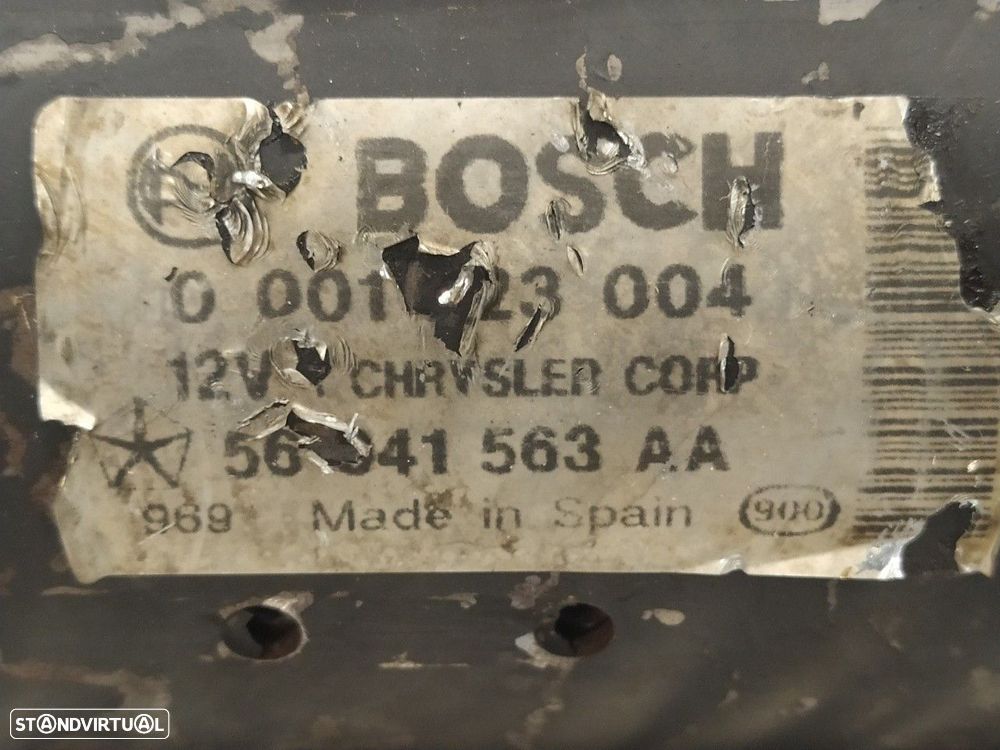 BOSCH
0 001 23 004
12V CHRYSLER CORP
56 041 563 AA
969 Made in Spain 900
STANDVIRTUAL